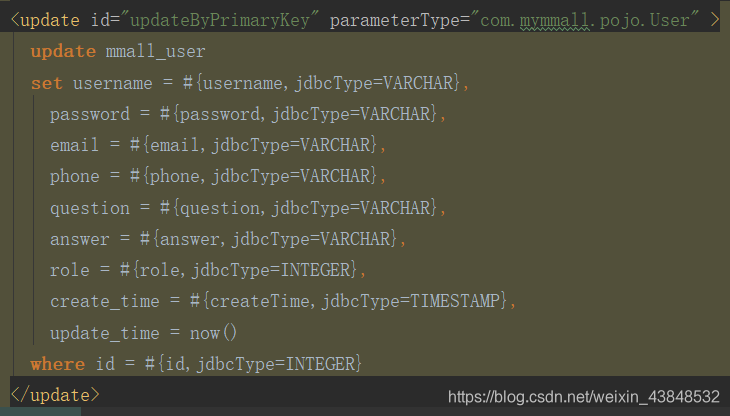 <update id="updateByPrimaryKey" parameterType="com.mymmall.pojo.User" >
update mmall_user
set username = #{username,jdbcType=VARCHAR},
password = #{password,jdbcType=VARCHAR},
email = #{email,jdbcType=VARCHAR},
phone = #{phone,jdbcType=VARCHAR},
question = #{question,jdbcType=VARCHAR},
answer = #{answer,jdbcType=VARCHAR},
role = #{role,jdbcType=INTEGER},
create_time = #{createTime,jdbcType=TIMESTAMP},
update_time = now()
where id = #{id,jdbcType=INTEGER}
</update>
https://blog.csdn.net/weixin_43848532